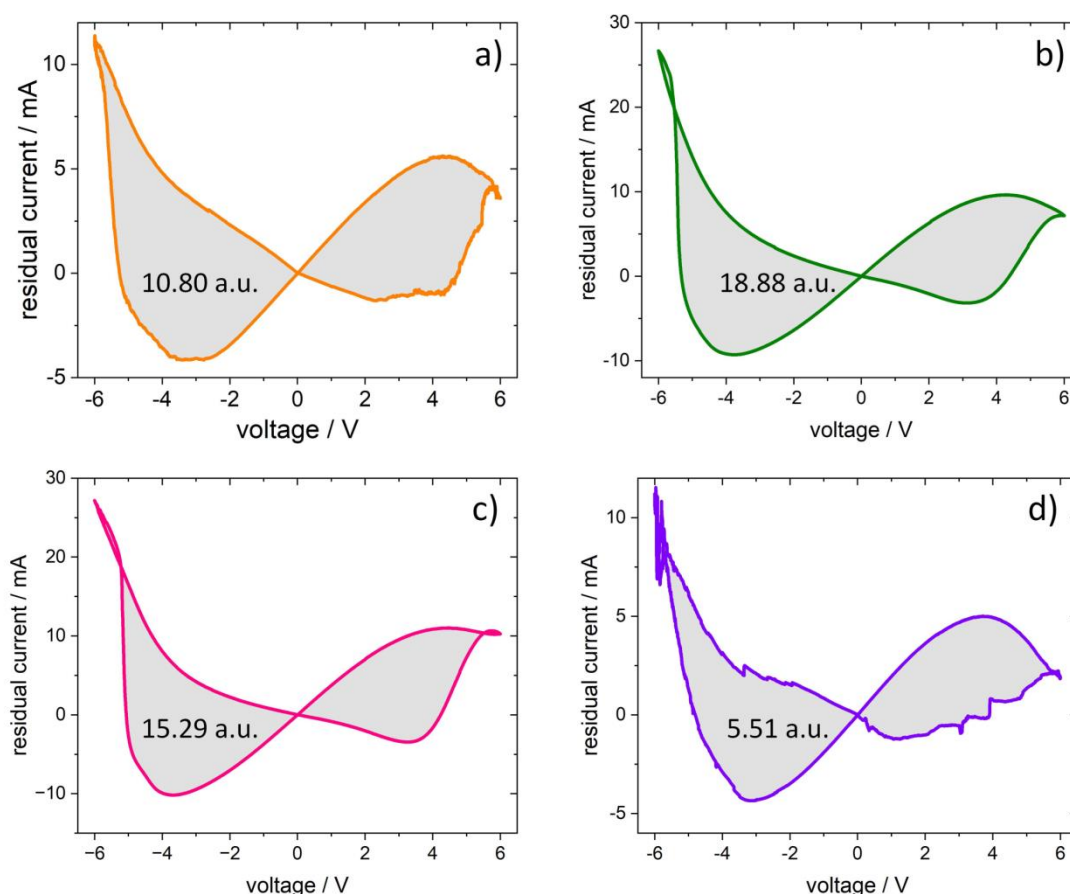 a)
residual current / mA
10
5
0
-5
10.80 a.u.
-6 -4 -2 0 2 4 6
voltage / V
b)
residual current / mA
30
20
10
0
-10
18.88 a.u.
-6 -4 -2 0 2 4 6
voltage / V
c)
residual current / mA
30
20
10
0
−10
15.29 a.u.
−6 −4 −2 0 2 4 6
voltage / V
d)
residual current / mA
10
5
0
-5
5.51 a.u.
-6 -4 -2 0 2 4 6
voltage / V